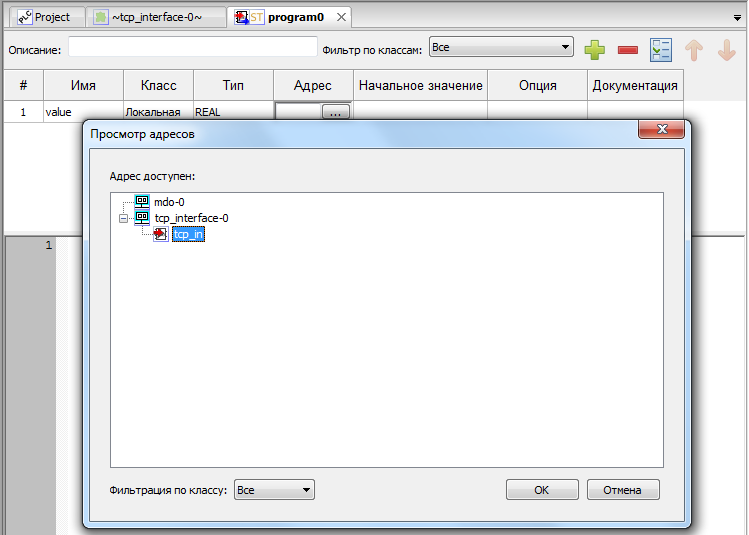 Project ~tcp_interface-0~ ST program0
Описание: Фильтр по классам: Все
# Имя Класс Тип Адрес Начальное значение Опция Документация
1 value Локальная REAL ...
Просмотр адресов
Адрес доступен:
mdo-0
tcp_interface-0
tcp_in
1
Фильтрация по классу: Все OK Отмена